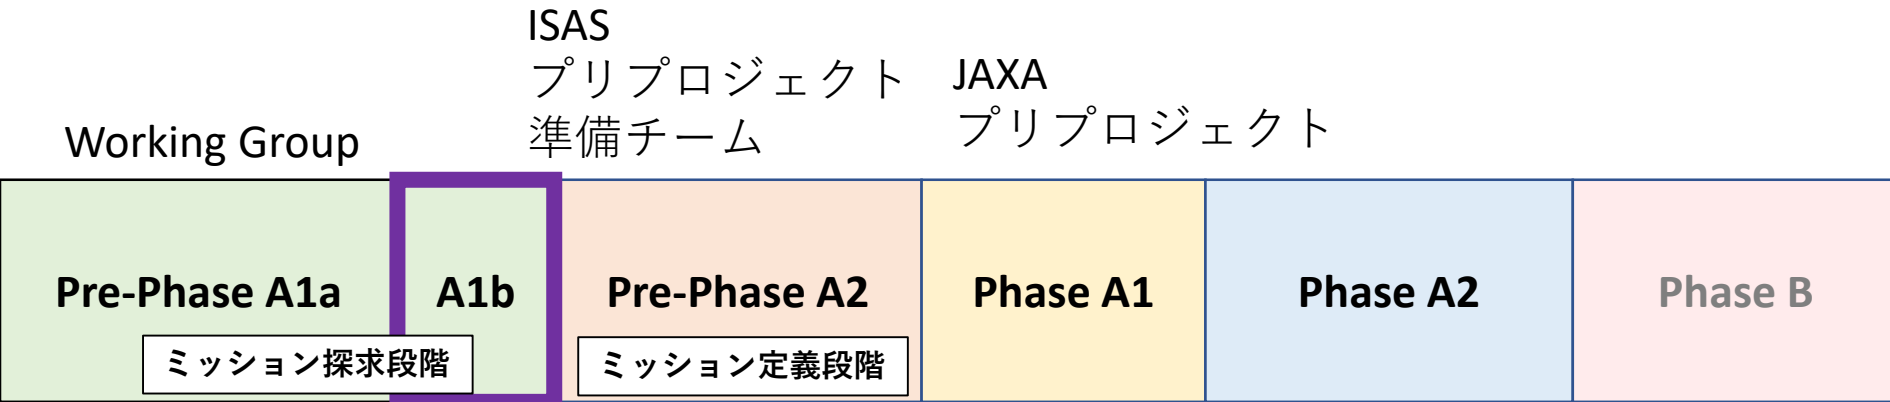 Working Group
ISAS
プリプロジェクト
準備チーム
JAXA
プリプロジェクト
Pre-Phase A1a
A1b
Pre-Phase A2
Phase A1
Phase A2
Phase B
ミッション探求段階
ミッション定義段階